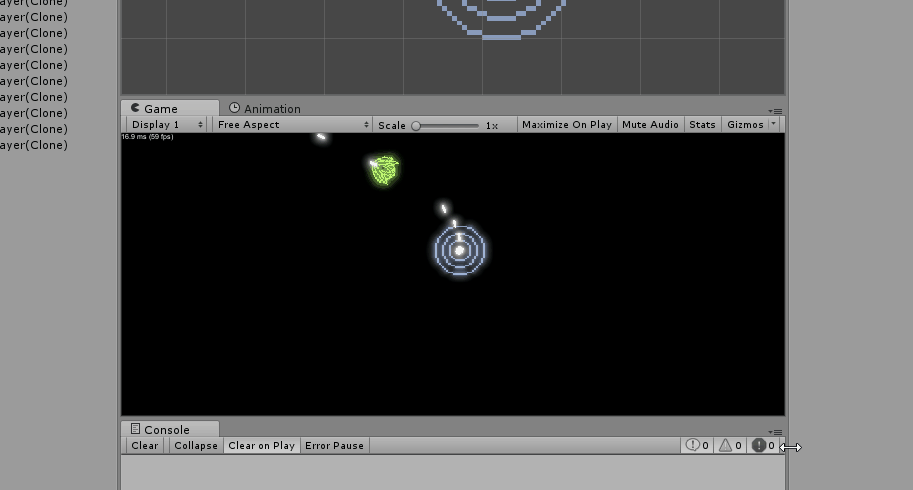 ayer(Clone)
ayer(Clone)
ayer(Clone)
ayer(Clone)
ayer(Clone)
ayer(Clone)
ayer(Clone)
ayer(Clone)
ayer(Clone)
ayer(Clone)
Game Animation
Display 1 Free Aspect Scale 1x Maximize On Play Mute Audio Stats Gizmos
16.9 ms (59 fps)
Console
Clear Collapse Clear on Play Error Pause 0 0 0